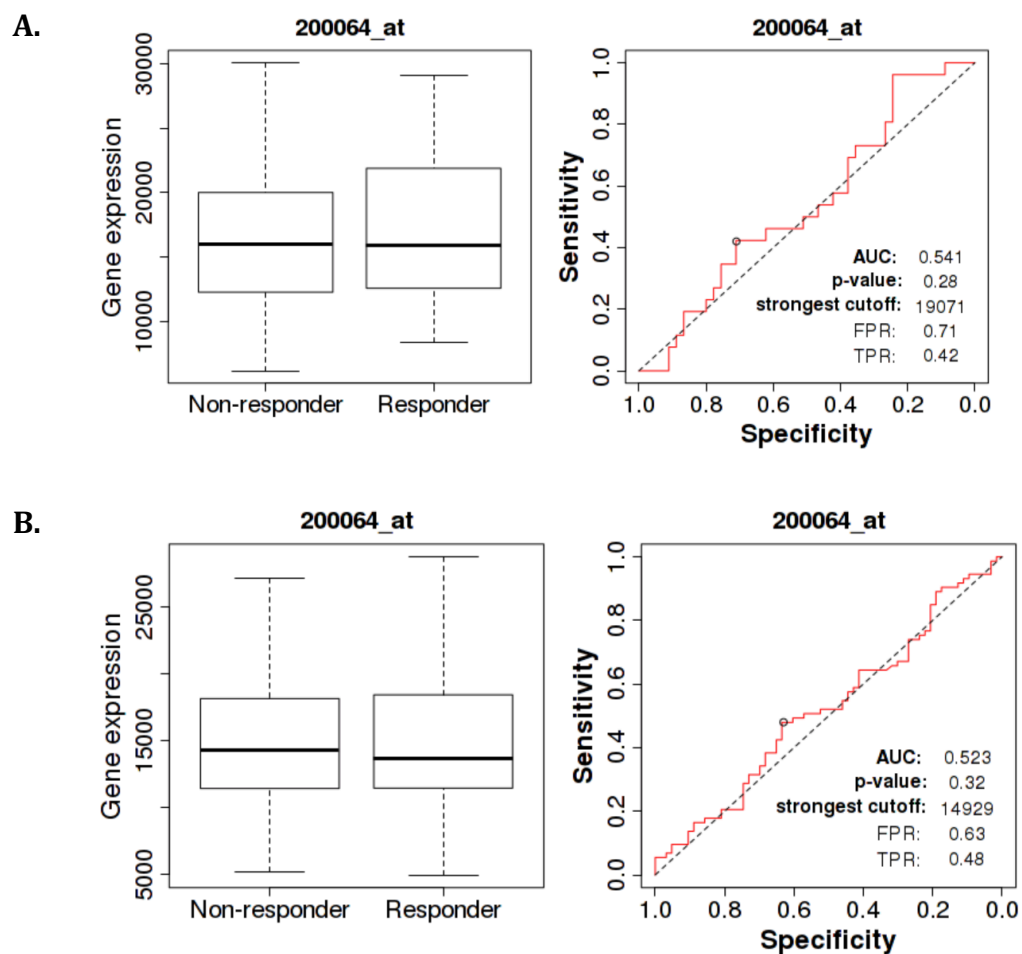 A.
200064_at
Gene expression
30000
20000
10000
Non-responder
Responder
200064_at
Sensitivity
1.0
0.8
0.6
0.4
0.2
0.0
AUC: 0.541
p-value: 0.28
strongest cutoff: 19071
FPR: 0.71
TPR: 0.42
1.0 0.8 0.6 0.4 0.2 0.0
Specificity
B.
200064_at
Gene expression
25000
15000
5000
Non-responder
Responder
200064_at
Sensitivity
1.0
0.8
0.6
0.4
0.2
0.0
AUC: 0.523
p-value: 0.32
strongest cutoff: 14929
FPR: 0.63
TPR: 0.48
1.0 0.8 0.6 0.4 0.2 0.0
Specificity